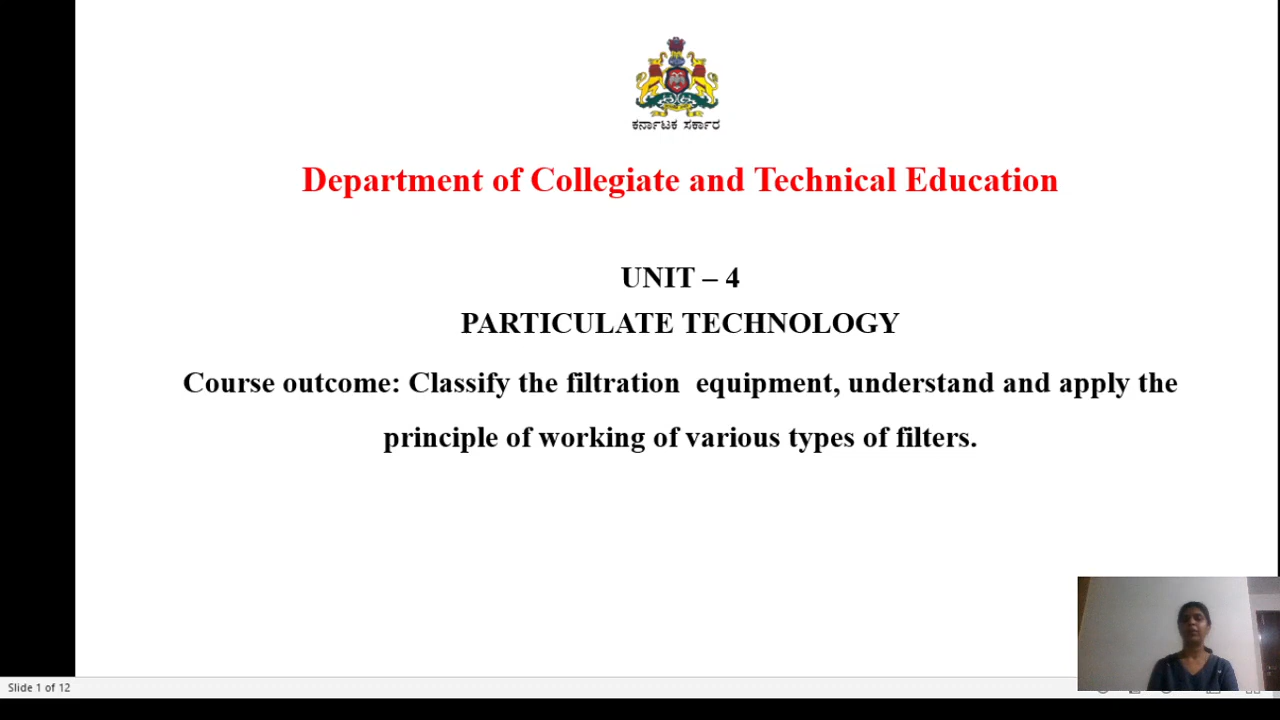 ಕರ್ನಾಟಕ ಸರ್ಕಾರ
Department of Collegiate and Technical Education
UNIT – 4
PARTICULATE TECHNOLOGY
Course outcome: Classify the filtration equipment, understand and apply the
principle of working of various types of filters.
Slide 1 of 12